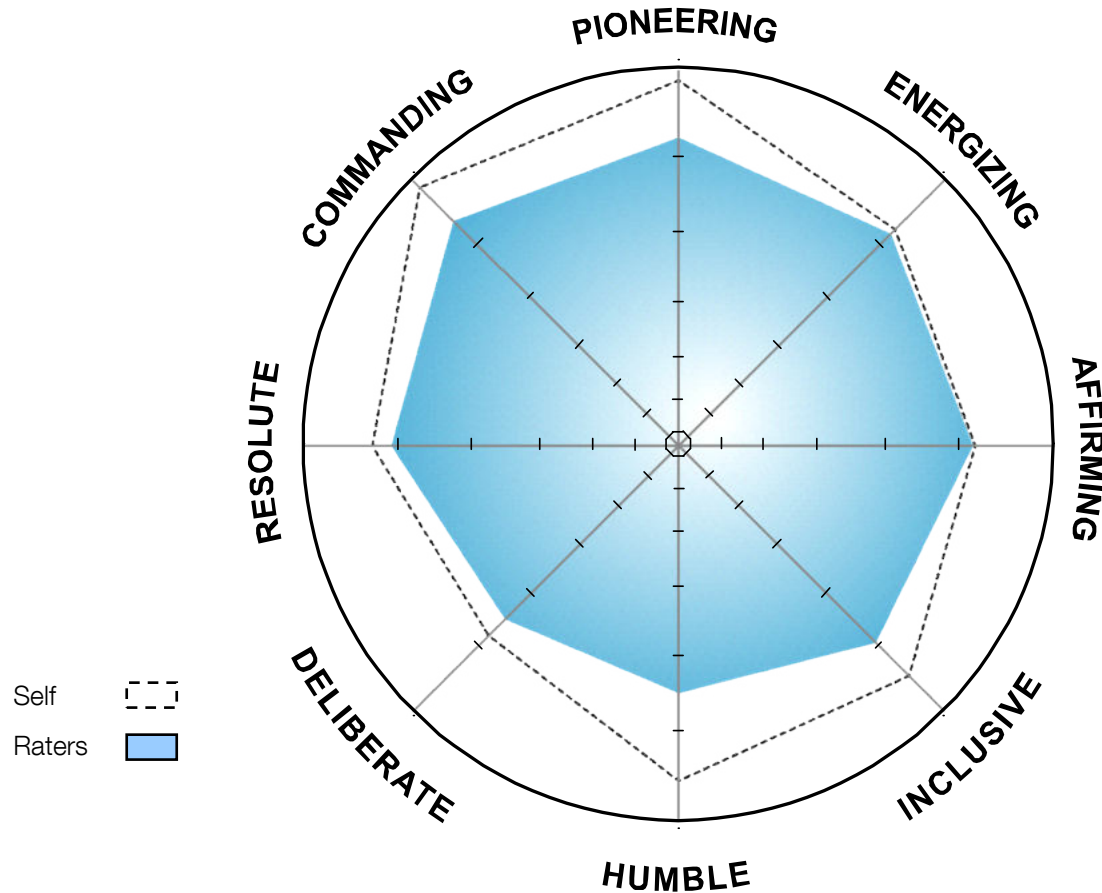 PIONEERING
ENERGIZING
COMMANDING
AFFIRMING
RESOLUTE
INCLUSIVE
DELIBERATE
HUMBLE
Self
Raters